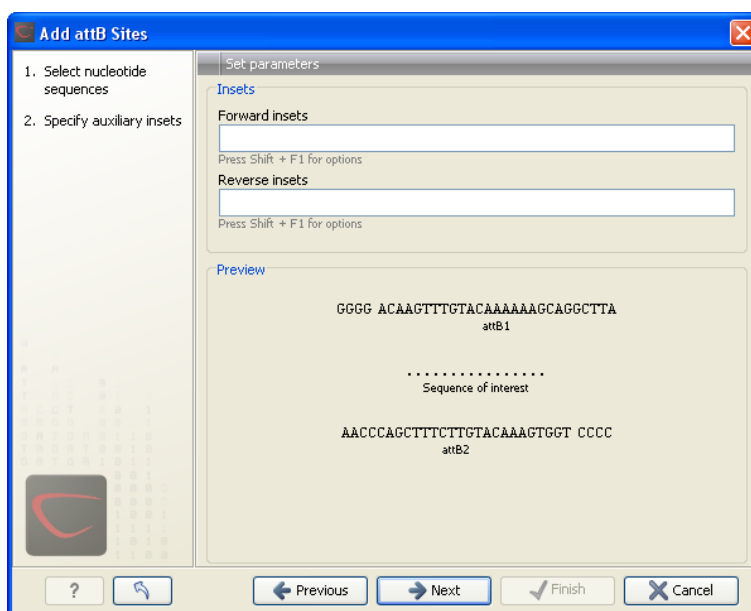 Add attB Sites
1. Select nucleotide
sequences
2. Specify auxiliary insets
Set parameters
Insets
Forward insets
Press Shift + F1 for options
Reverse insets
Press Shift + F1 for options
Preview
GGGG ACAAGTTTGTACAAAAAAGCAGGCTTA
attB1
................
Sequence of interest
AACCCAGCTTTCTTGTACAAAGTGGT CCCC
attB2
?
Previous
Next
Finish
Cancel